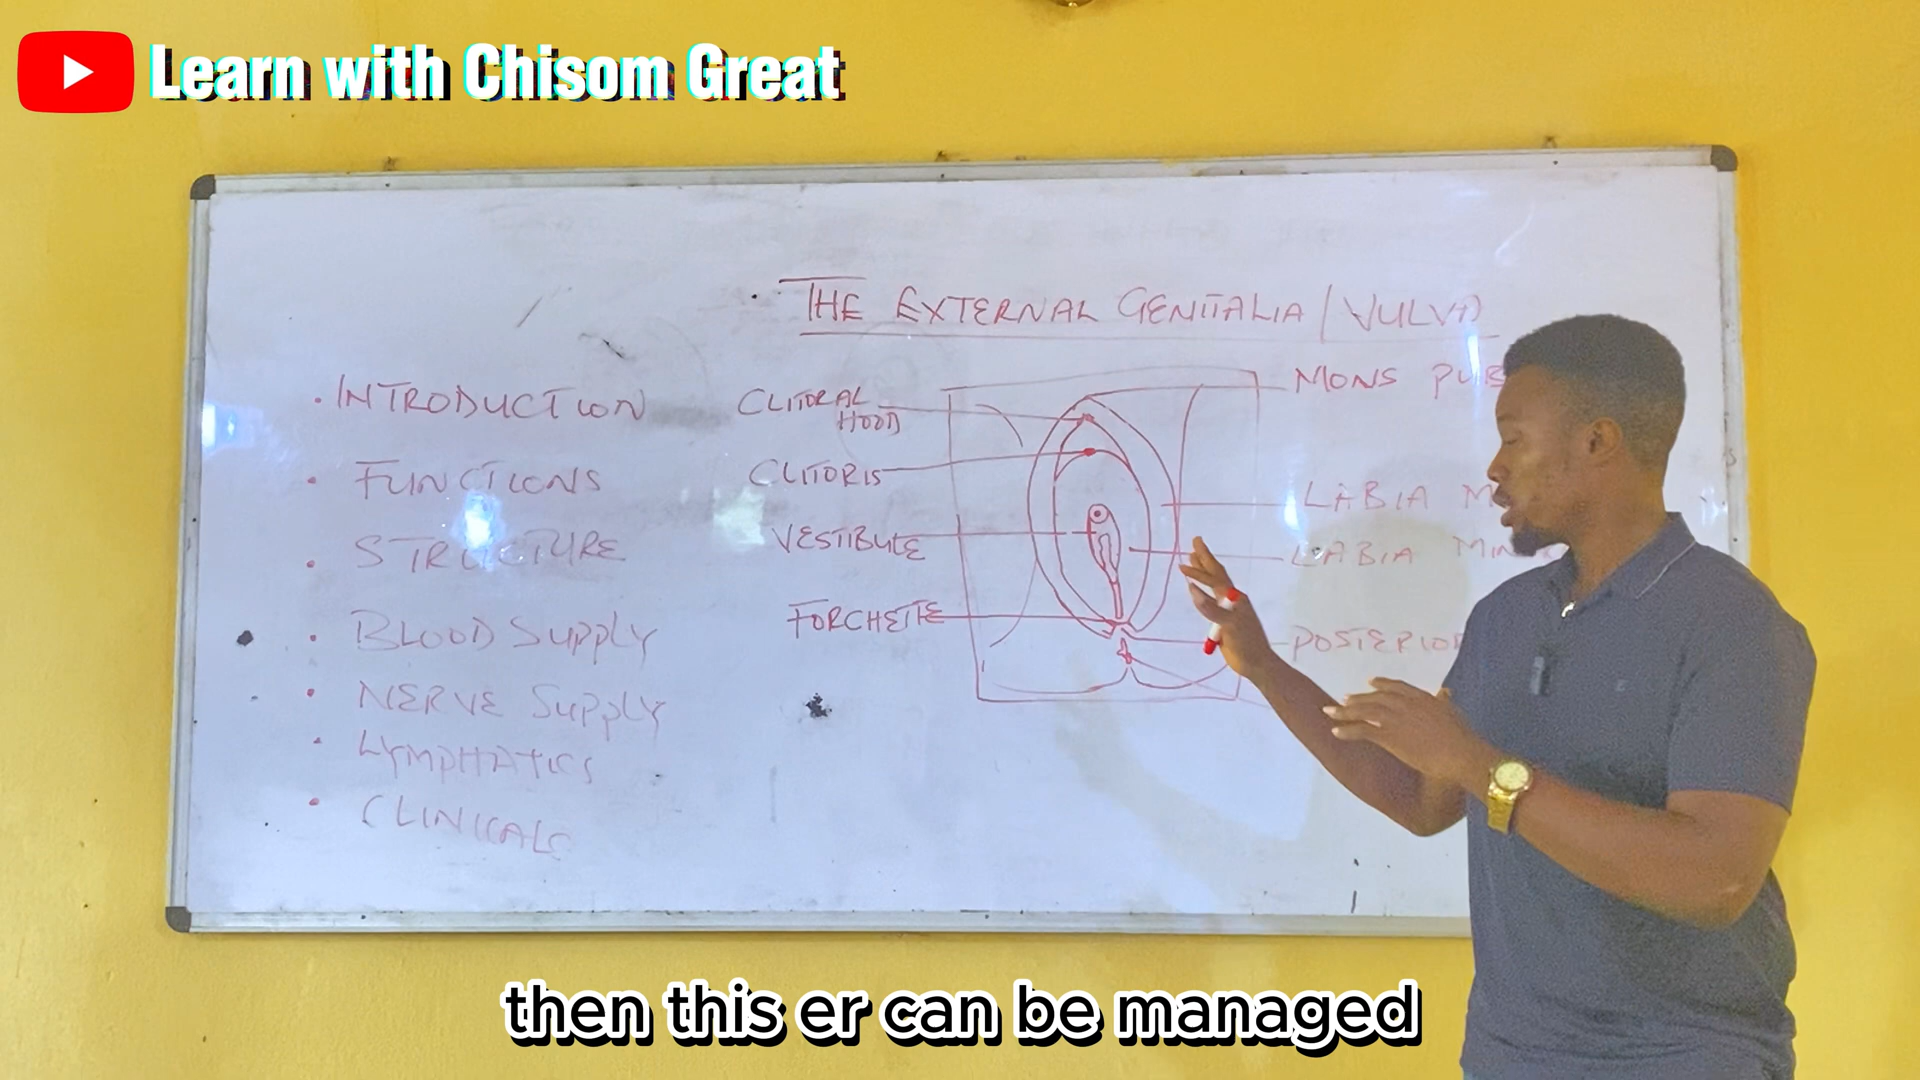 Learn with Chisom Great
THE EXTERNAL GENITALIA / VULVA
. INTRODUCTION
. FUNCTIONS
. STRUCTURE
. BLOOD SUPPLY
. NERVE SUPPLY
. LYMPHATICS
. CLINICALS
CLITORAL
HOOD
CLITORIS
VESTIBULE
FORCHETTE
MONS PUB
LABIA M
LABIA MIN
POSTERIOR
then this er can be managed